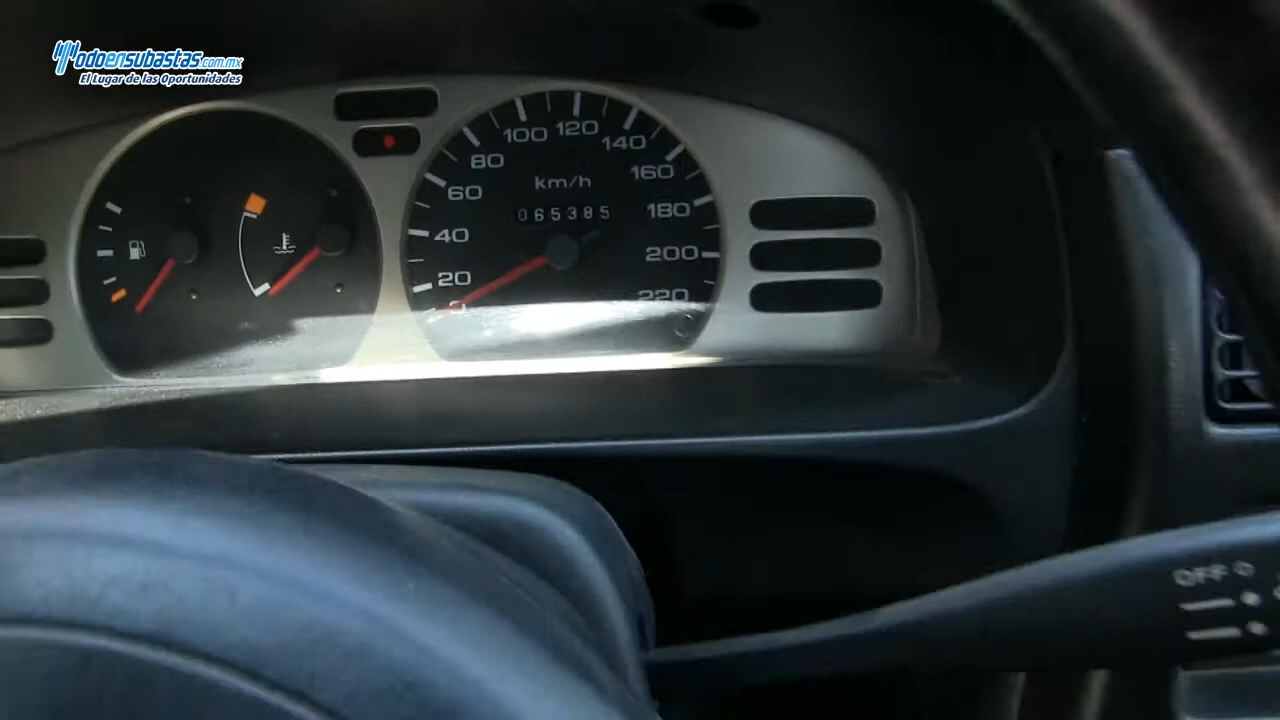 Todoensubastas.com.mx
El Lugar de las Oportunidades
100 120 140
80 160
60 km/h
065385 180
40
200
20
220
0
OFF